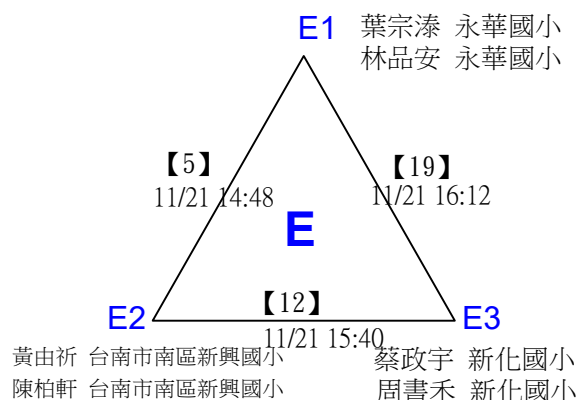 E1
葉宗溙 永華國小
林品安 永華國小
【5】
11/21 14:48
【19】
11/21 16:12
E
【12】
11/21 15:40
E2
E3
黃由祈 台南市南區新興國小
陳柏軒 台南市南區新興國小
蔡政宇 新化國小
周書禾 新化國小